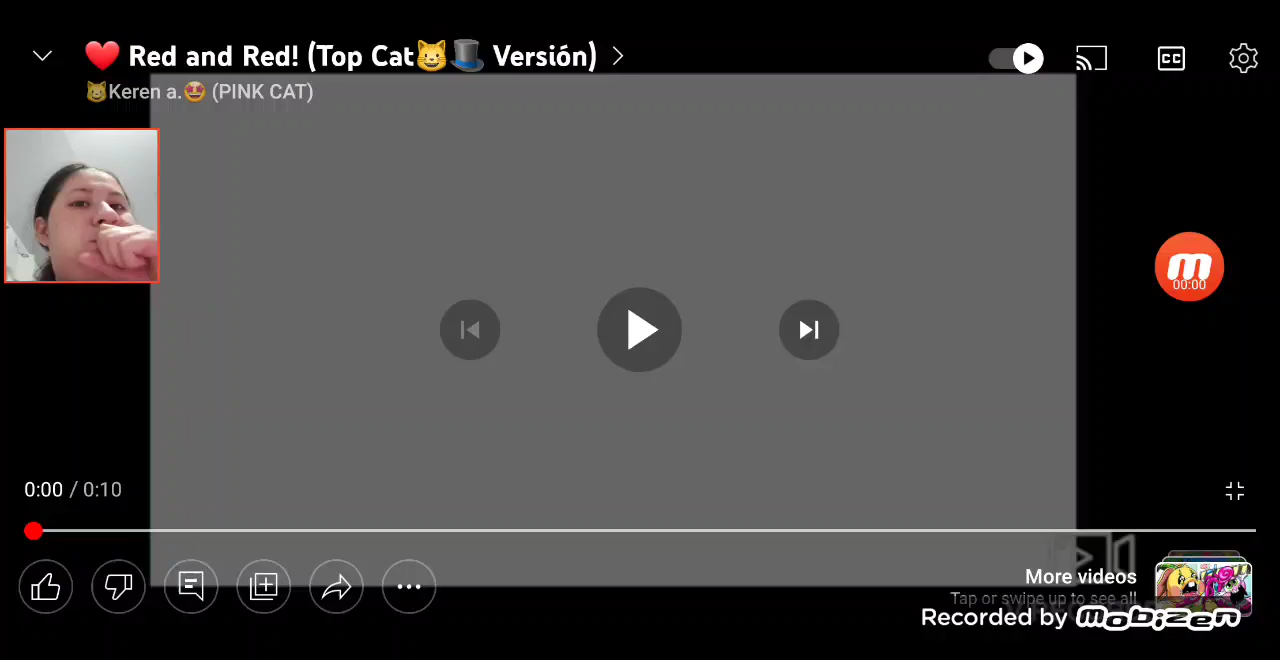 ❤️ Red and Red! (Top Cat😺🎩 Versión)
😺Keren a.🤩 (PINK CAT)
CC
m
00:00
0:00 / 0:10
More videos
Tap or swipe up to see all
Recorded by mobizen